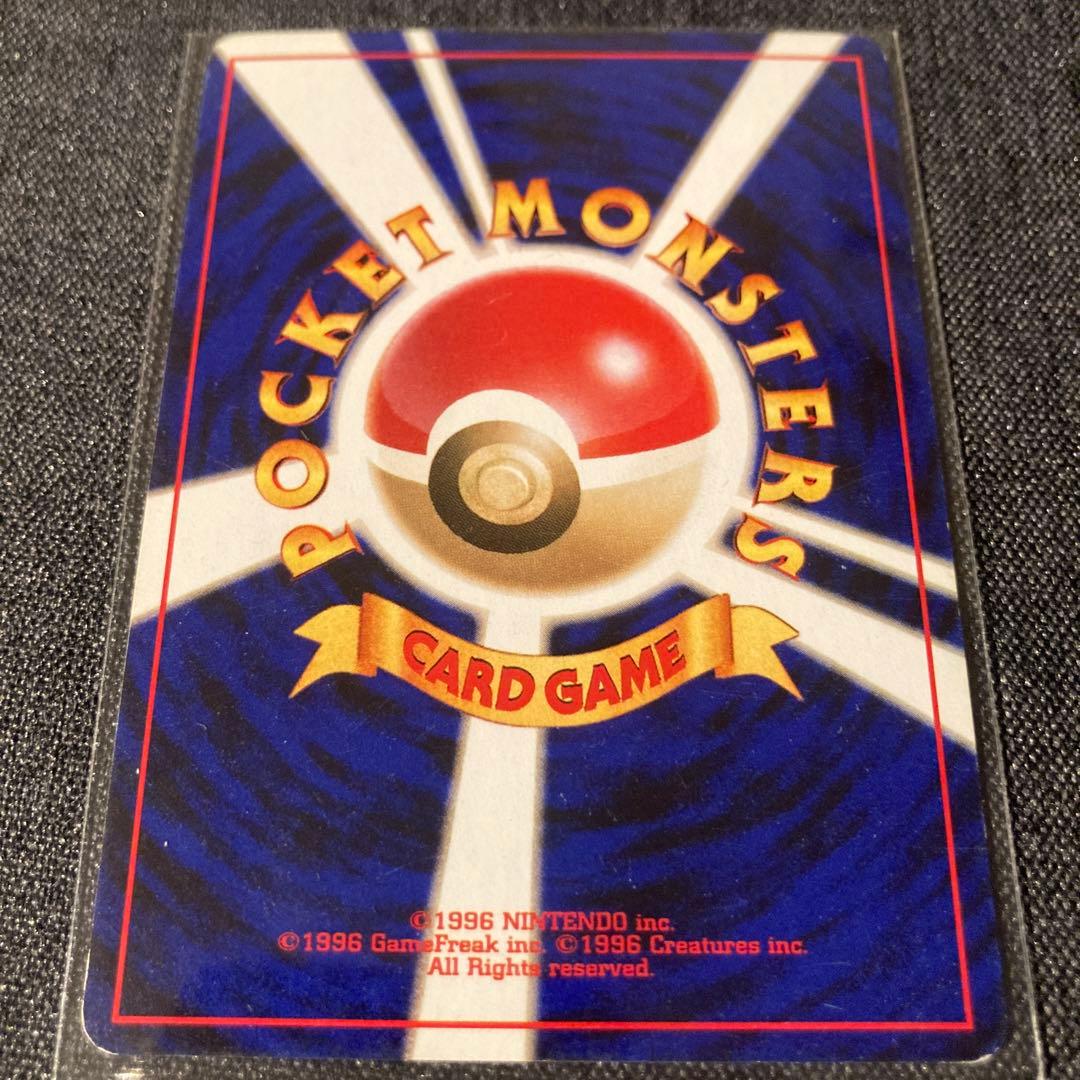 POCKET MONSTERS
CARD GAME
©1996 NINTENDO inc.
©1996 GameFreak inc. ©1996 Creatures inc.
All Rights reserved.